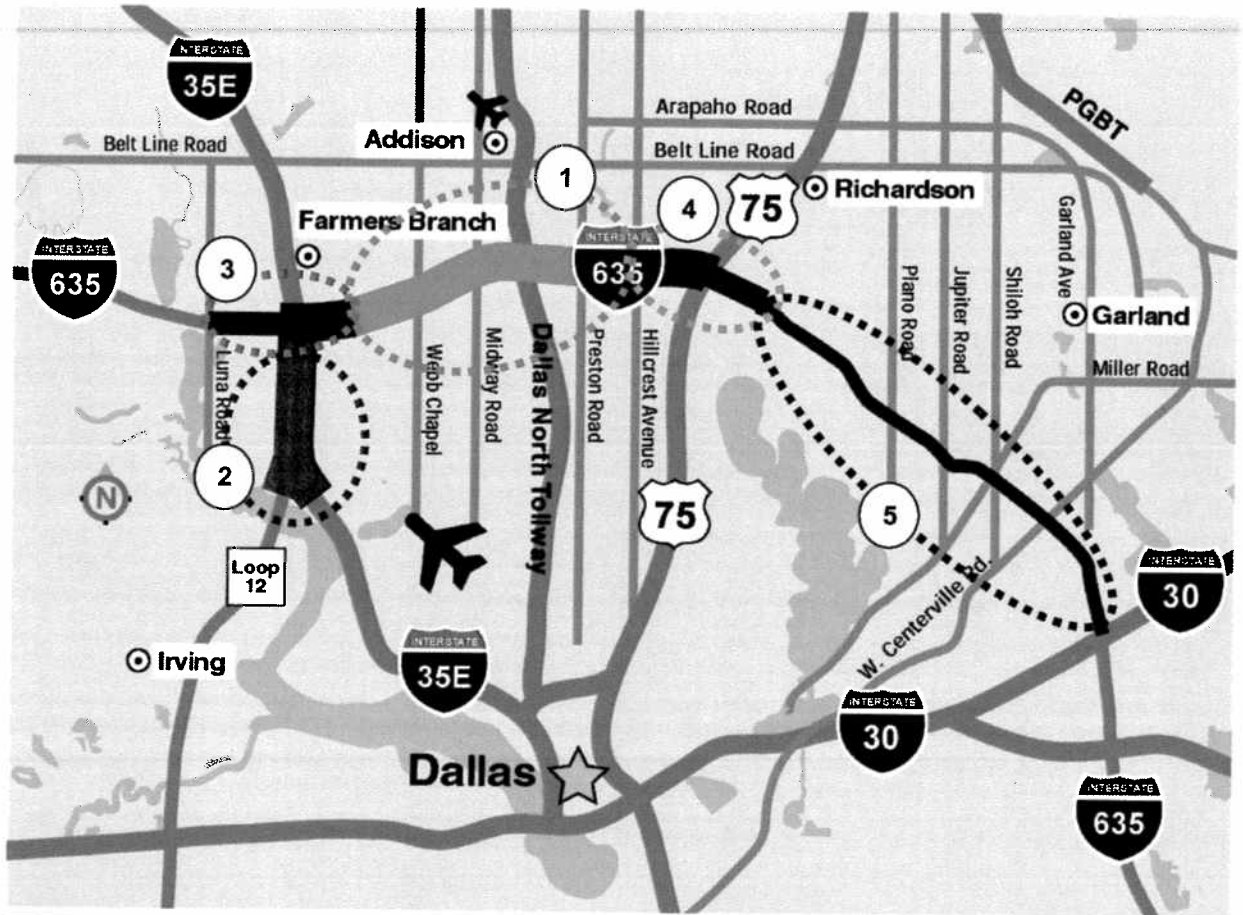 INTERSTATE
35E
Arapaho Road
PGBT
Belt Line Road
Addison
Belt Line Road
1
Richardson
75
4
Farmers Branch
Garland Ave
INTERSTATE
635
3
INTERSTATE
635
Plano Road
Jupiter Road
Shiloh Road
Garland
Luna Road
Webb Chapel
Midway Road
Dallas North Tollway
Preston Road
Hillcrest Avenue
Miller Road
2
N
75
5
Loop
12
W. Centerville Rd.
INTERSTATE
30
Irving
INTERSTATE
35E
INTERSTATE
30
Dallas
INTERSTATE
635